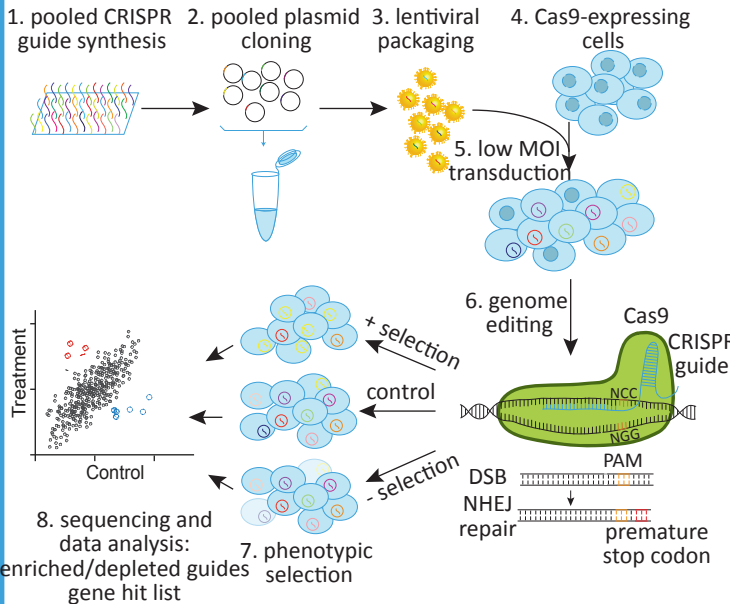 1. pooled CRISPR
guide synthesis
2. pooled plasmid
cloning
3. lentiviral
packaging
4. Cas9-expressing
cells
5. low MOI
transduction
6. genome
editing
Cas9
CRISPR
guide
NCC
NGG
PAM
DSB
NHEJ
repair
premature
stop codon
+ selection
control
- selection
7. phenotypic
selection
Treatment
Control
8. sequencing and
data analysis:
enriched/depleted guides
gene hit list